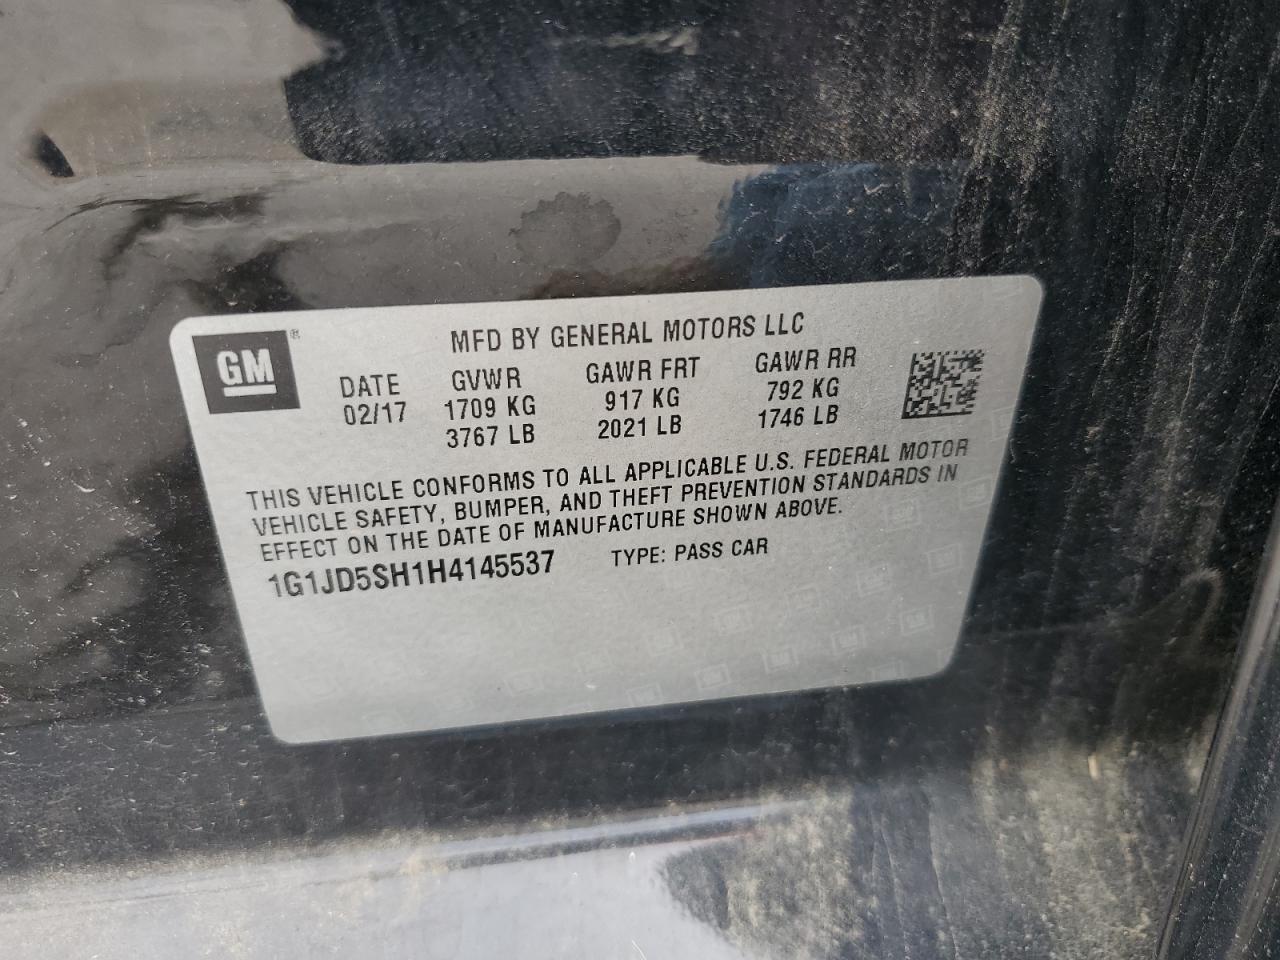 GM®
MFD BY GENERAL MOTORS LLC
DATE GVWR GAWR FRT GAWR RR
02/17 1709 KG 917 KG 792 KG
3767 LB 2021 LB 1746 LB
THIS VEHICLE CONFORMS TO ALL APPLICABLE U.S. FEDERAL MOTOR
VEHICLE SAFETY, BUMPER, AND THEFT PREVENTION STANDARDS IN
EFFECT ON THE DATE OF MANUFACTURE SHOWN ABOVE.
1G1JD5SH1H4145537 TYPE: PASS CAR